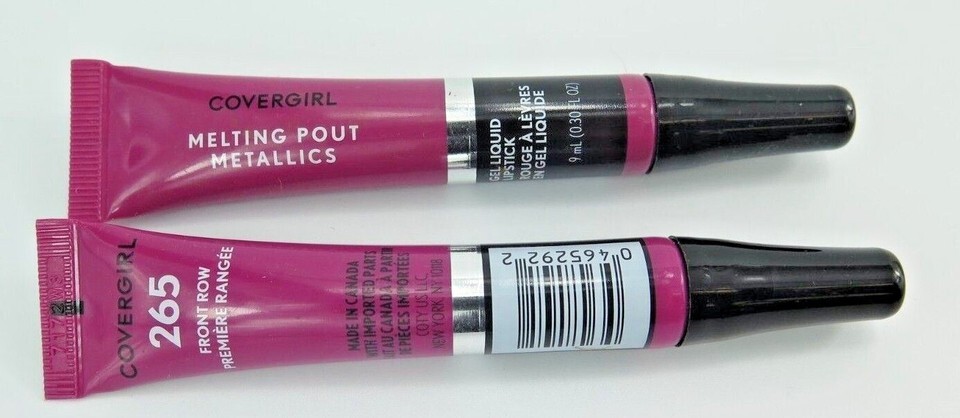 COVERGIRL
MELTING POUT
METALLICS
GEL LIQUID
LIPSTICK
ROUGE À LÈVRES
EN GEL LIQUIDE
9 mL (0.30 FL OZ)
COVERGIRL
265
FRONT ROW
PREMIÈRE RANGÉE
MADE IN CANADA
WITH IMPORTED PARTS
AU CANADA À PARTIR
DE PIÈCES IMPORTÉES
COTY US LLC
NEW YORK, NY 10118
0 465292 2